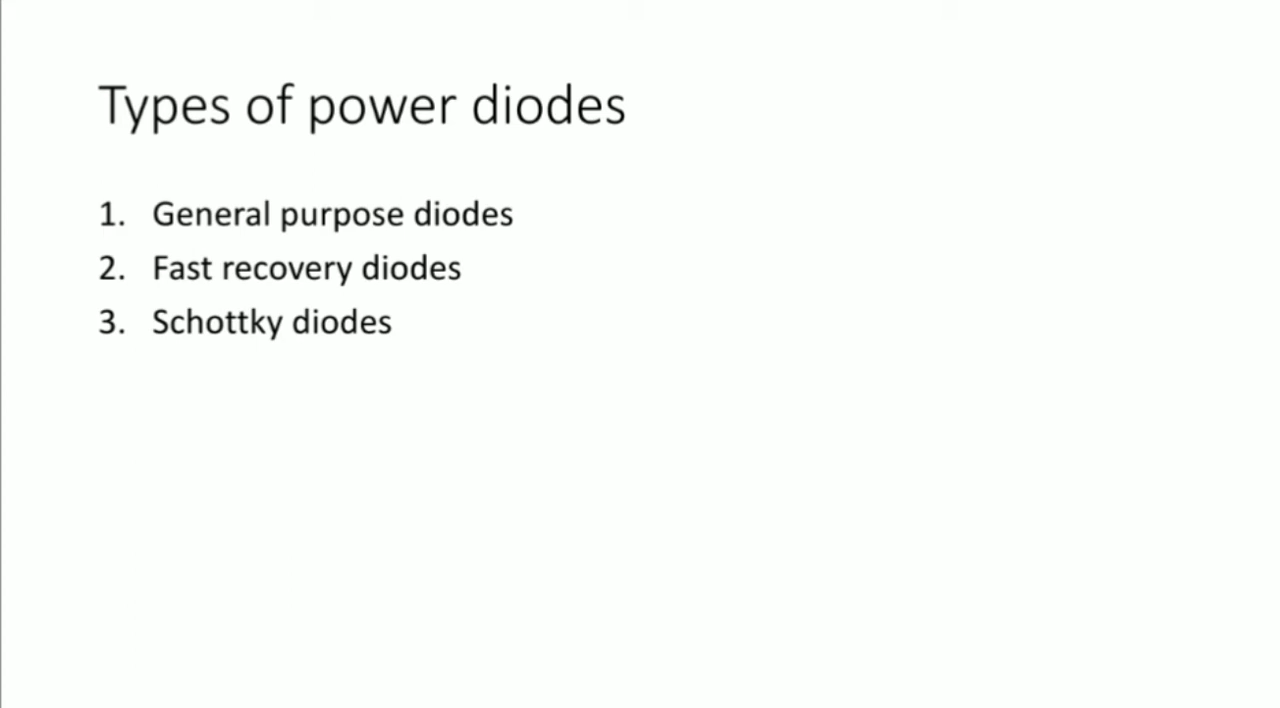 Types of power diodes
1. General purpose diodes
2. Fast recovery diodes
3. Schottky diodes